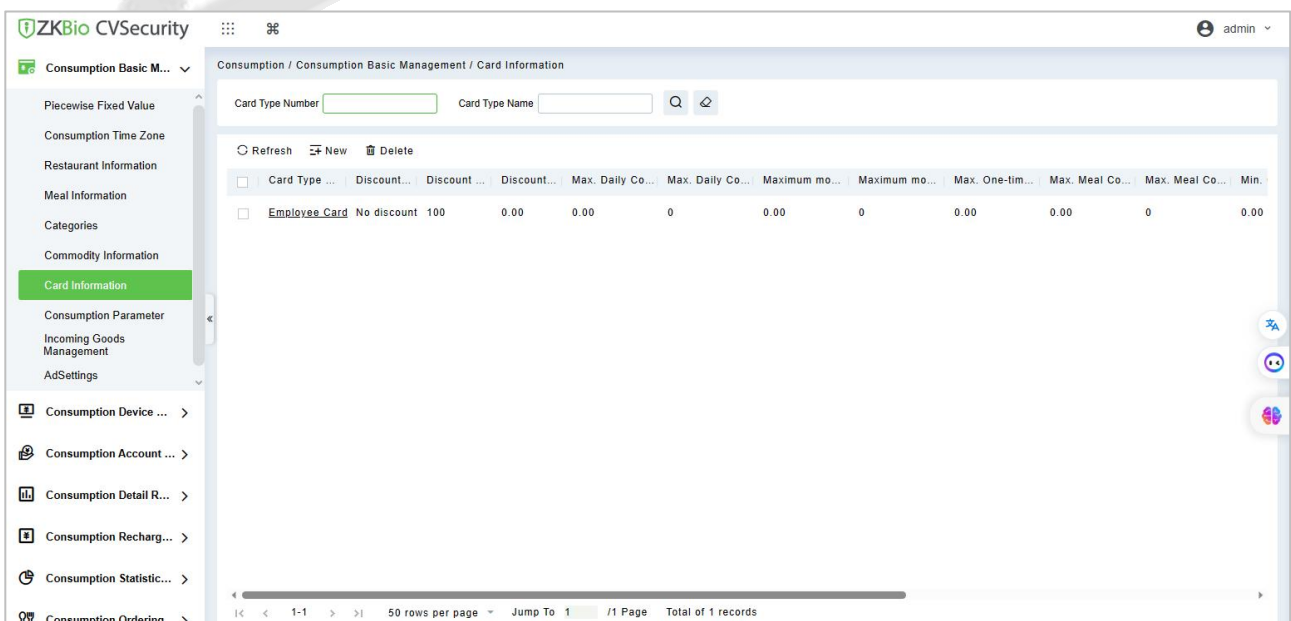 ZKBio CVSecurity
admin
Consumption Basic M...
Piecewise Fixed Value
Consumption Time Zone
Restaurant Information
Meal Information
Categories
Commodity Information
Card Information
Consumption Parameter
Incoming Goods
Management
AdSettings
Consumption Device ...
Consumption Account ...
Consumption Detail R...
Consumption Recharg...
Consumption Statistic...
Consumption Ordering
Consumption / Consumption Basic Management / Card Information
Card Type Number Card Type Name
Refresh New Delete
Card Type ... Discount... Discount ... Discount... Max. Daily Co... Max. Daily Co... Maximum mo... Maximum mo... Max. One-tim... Max. Meal Co... Max. Meal Co... Min.
Employee Card No discount 100 0.00 0.00 0 0.00 0 0.00 0.00 0 0.00
1-1 50 rows per page Jump To 1 /1 Page Total of 1 records